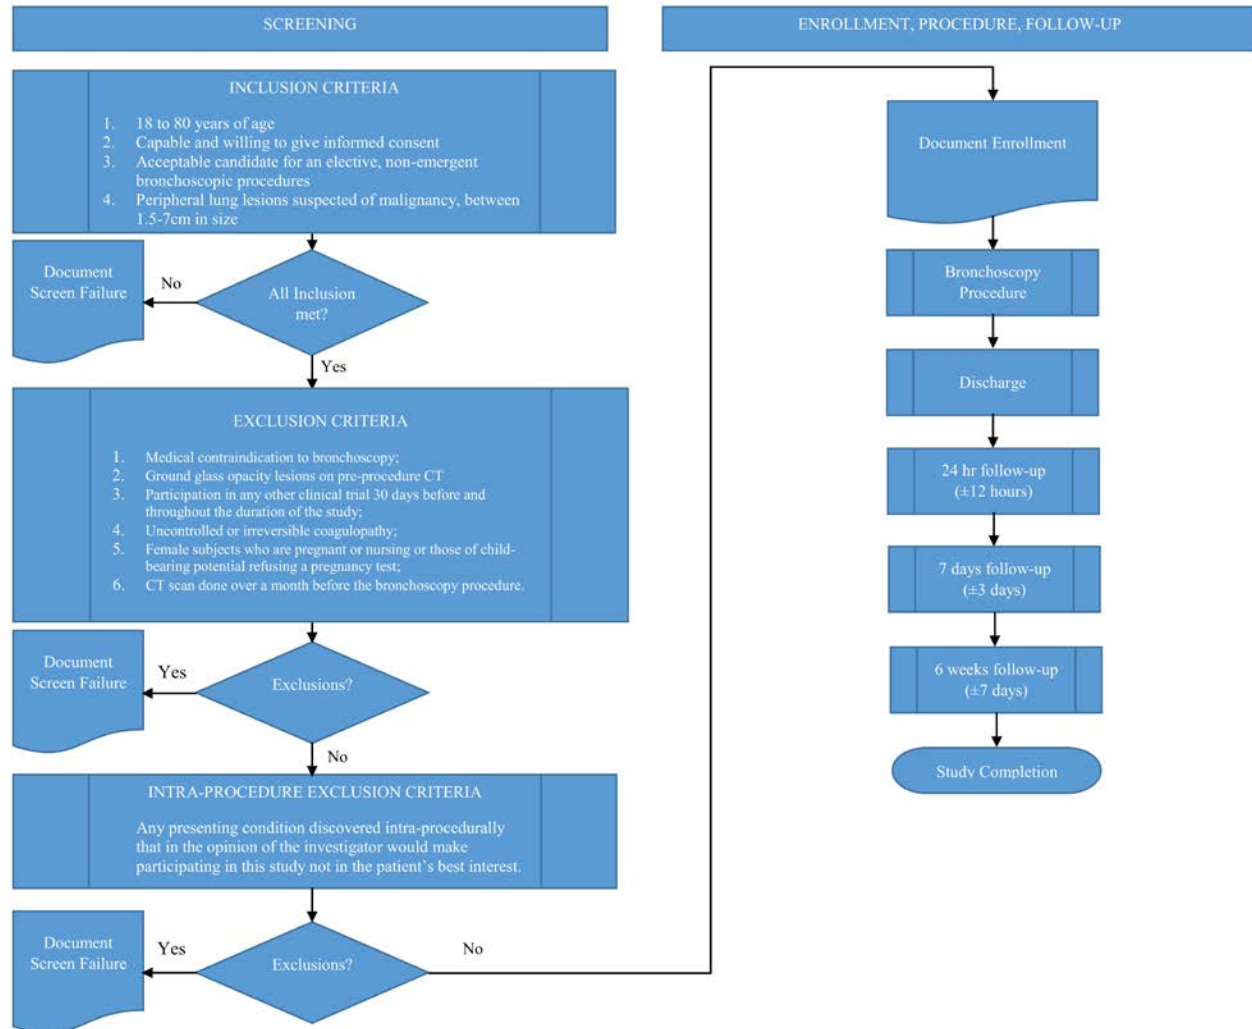 SCREENING
INCLUSION CRITERIA
1. 18 to 80 years of age
2. Capable and willing to give informed consent
3. Acceptable candidate for an elective, non-emergent
bronchoscopic procedures
4. Peripheral lung lesions suspected of malignancy, between
1.5-7cm in size
Document
Screen Failure
No
All Inclusion
met?
Yes
EXCLUSION CRITERIA
1. Medical contraindication to bronchoscopy;
2. Ground glass opacity lesions on pre-procedure CT
3. Participation in any other clinical trial 30 days before and
throughout the duration of the study;
4. Uncontrolled or irreversible coagulopathy;
5. Female subjects who are pregnant or nursing or those of child-
bearing potential refusing a pregnancy test;
6. CT scan done over a month before the bronchoscopy procedure.
Document
Screen Failure
Yes
Exclusions?
No
INTRA-PROCEDURE EXCLUSION CRITERIA
Any presenting condition discovered intra-procedurally
that in the opinion of the investigator would make
participating in this study not in the patient’s best interest.
Document
Screen Failure
Yes
Exclusions?
No
ENROLLMENT, PROCEDURE, FOLLOW-UP
Document Enrollment
Bronchoscopy
Procedure
Discharge
24 hr follow-up
(±12 hours)
7 days follow-up
(±3 days)
6 weeks follow-up
(±7 days)
Study Completion